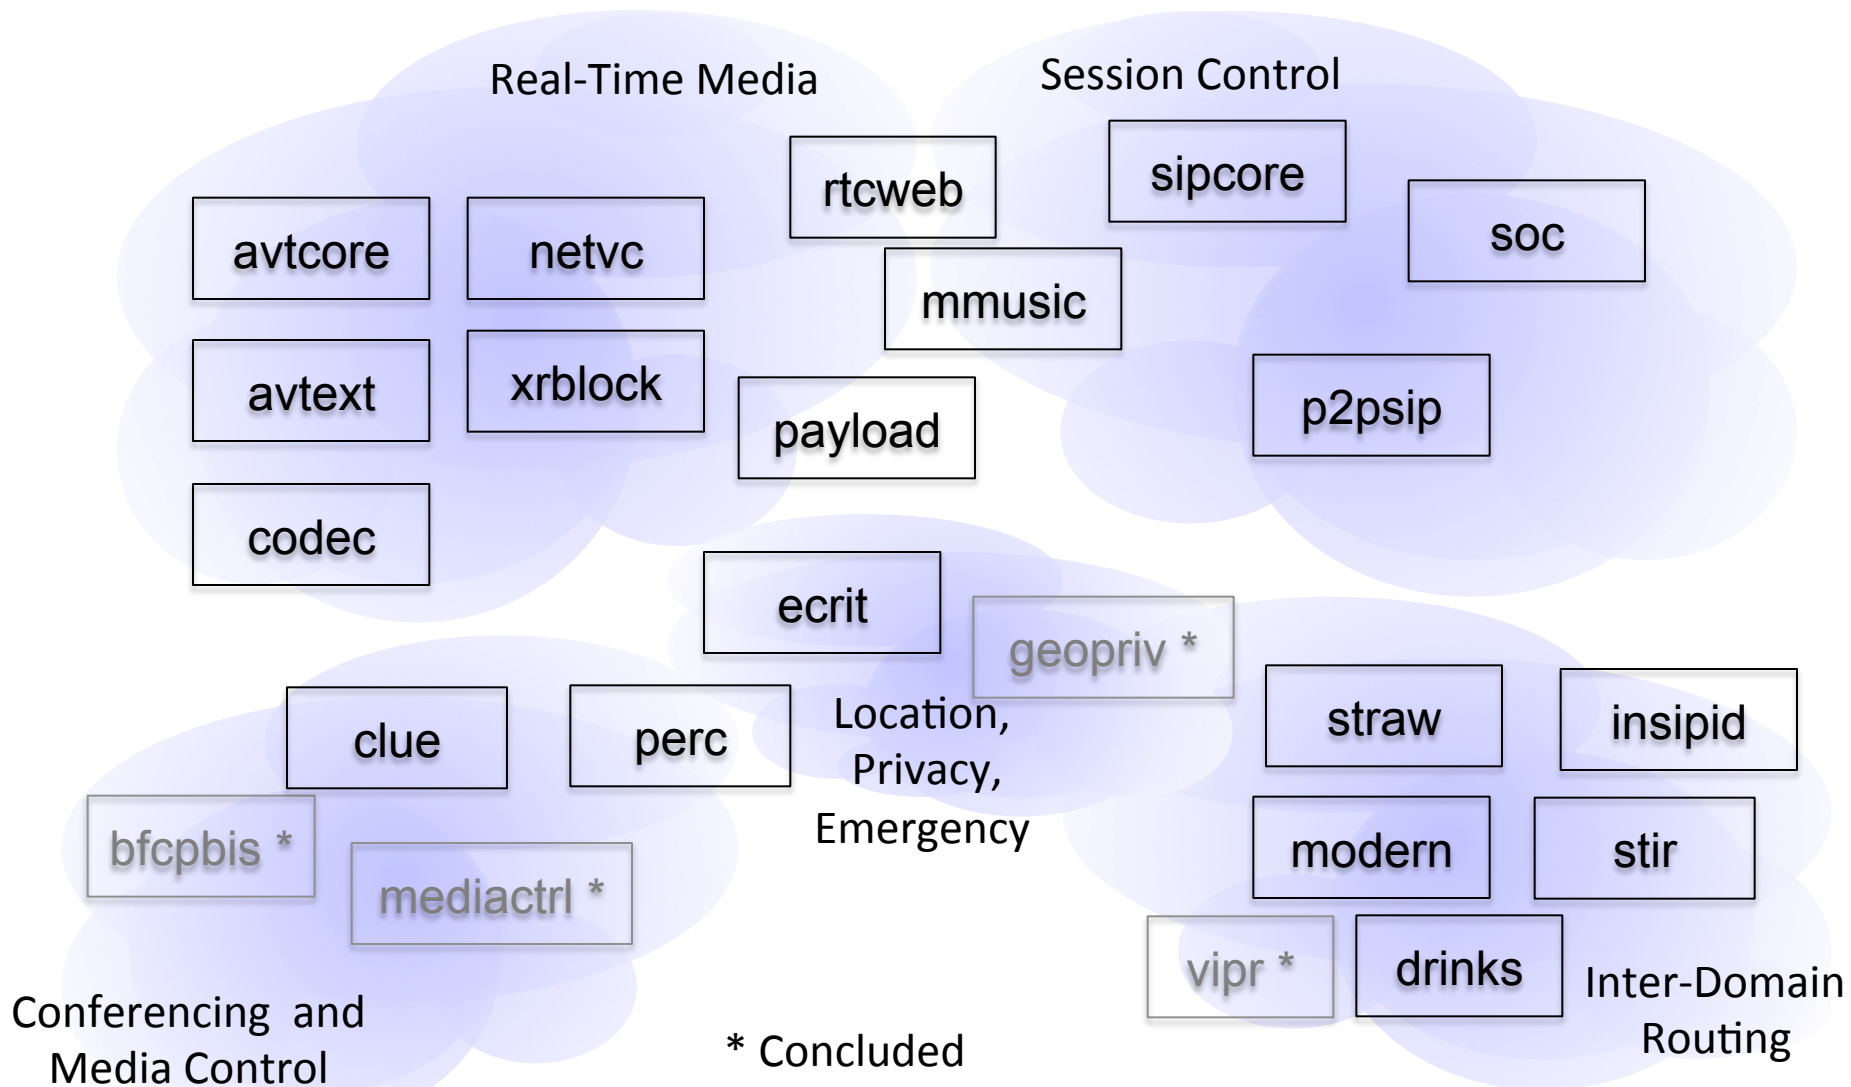 Real-Time Media
Session Control
rtcweb
sipcore
soc
avtcore
netvc
mmusic
avtext
xrblock
payload
p2psip
codec
ecrit
geopriv *
clue
perc
Location,
Privacy,
Emergency
straw
insipid
bfcpbis *
mediactrl *
modern
stir
vipr *
drinks
Conferencing and
Media Control
* Concluded
Inter-Domain
Routing